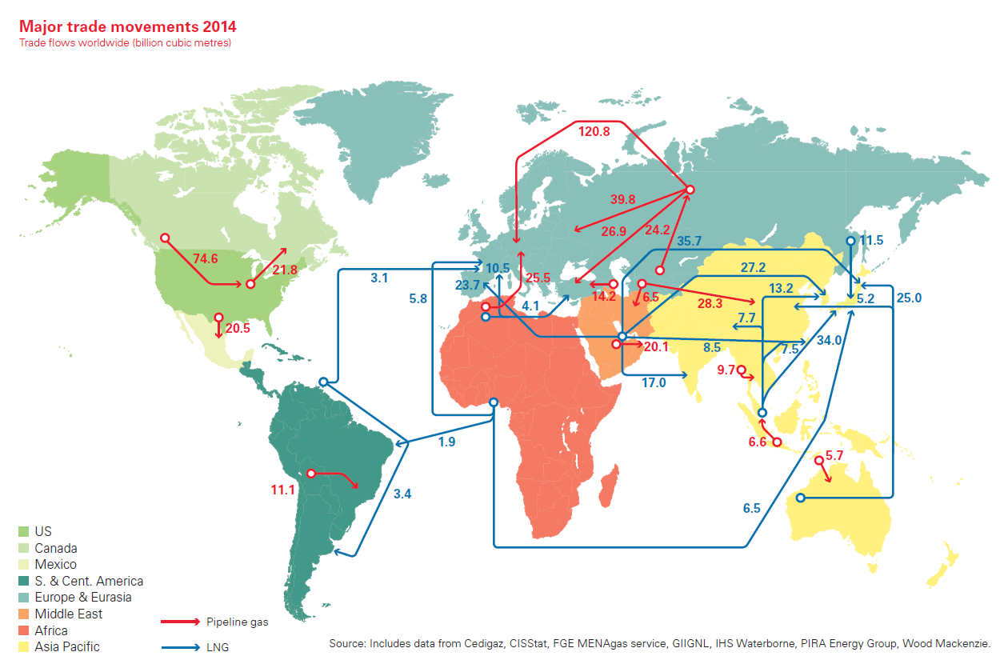 Major trade movements 2014
Trade flows worldwide (billion cubic metres)
120.8
39.8
26.9
24.2
35.7
11.5
74.6
21.8
3.1
10.5
27.2
23.7
25.5
13.2
5.8
14.2
6.5
28.3
5.2
25.0
4.1
20.5
7.7
20.1
8.5
7.5
34.0
9.7
17.0
1.9
6.6
5.7
11.1
3.4
6.5
US
Canada
Mexico
S. & Cent. America
Europe & Eurasia
Middle East
Africa
Asia Pacific
Pipeline gas
LNG
Source: Includes data from Cedigaz, CISStat, FGE MENAgas service, GIIGNL, IHS Waterborne, PIRA Energy Group, Wood Mackenzie.